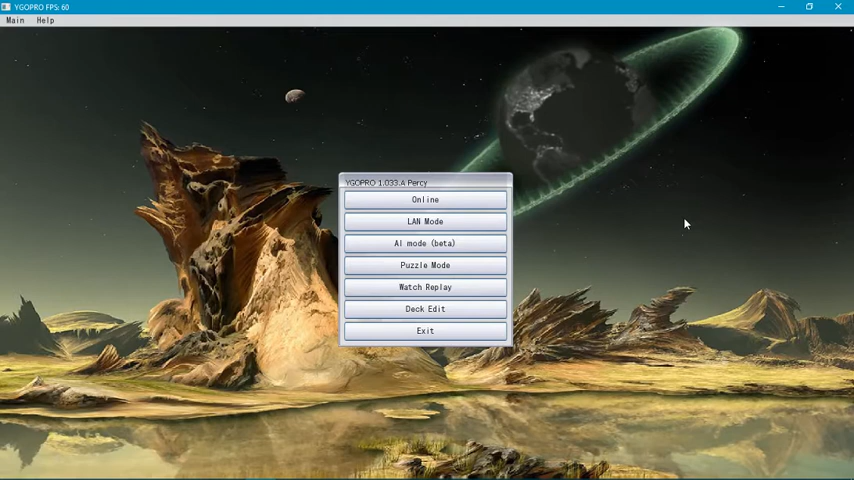 YGOPRO FPS: 60
Main Help
YGOPRO 1.033.A Percy
Online
LAN Mode
AI mode (beta)
Puzzle Mode
Watch Replay
Deck Edit
Exit